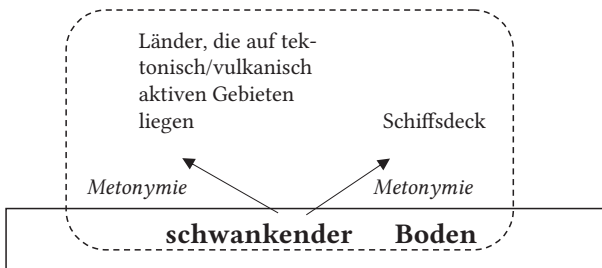 Länder, die auf tek-
tonisch/vulkanisch
aktiven Gebieten
liegen
Schiffsdeck
Metonymie
Metonymie
schwankender Boden